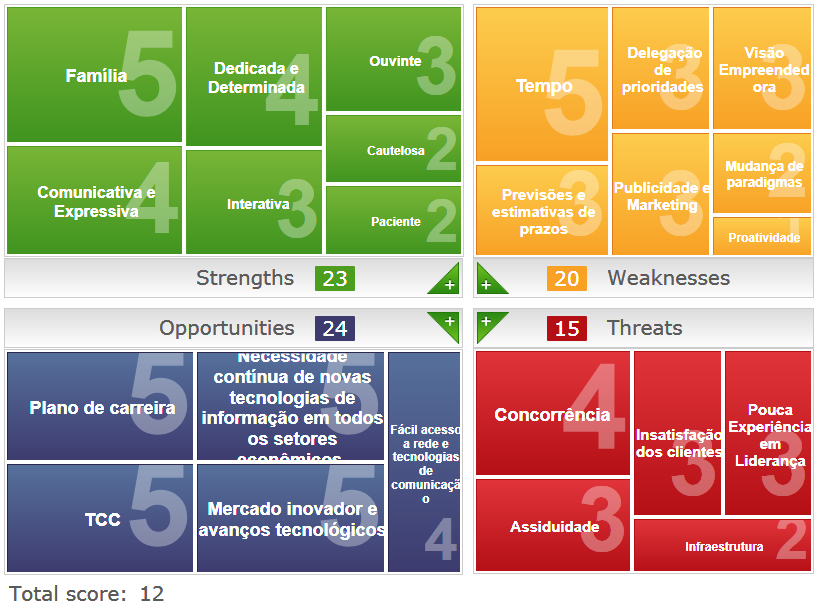 Família
5
Dedicada e
Determinada
4
Ouvinte
3
Cautelosa
2
Comunicativa e
Expressiva
4
Interativa
3
Paciente
2
Strengths 23
+
Tempo
5
Delegação
de
prioridades
3
Visão
Empreended
ora
3
Previsões e
estimativas de
prazos
3
Publicidade e
Marketing
3
Mudança de
paradigmas
2
Proatividade
1
+
20 Weaknesses
Opportunities 24
+
Plano de carreira
5
Necessidade
contínua de novas
tecnologias de
informação em todos
os setores
econômicos
5
Fácil acesso
a rede e
tecnologias
de
comunicaçã
o
4
TCC
5
Mercado inovador e
avanços tecnológicos
5
+
15 Threats
Concorrência
4
Insatisfação
dos clientes
3
Pouca
Experiência
em
Liderança
3
Assiduidade
3
Infraestrutura
2
Total score: 12